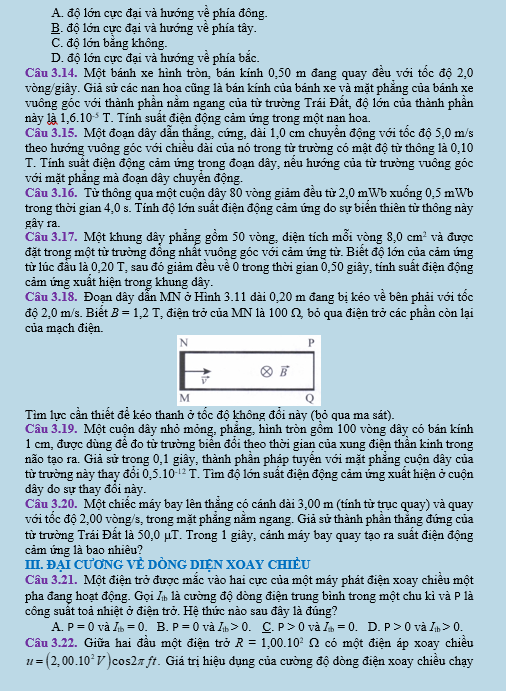 A. độ lớn cực đại và hướng về phía đông.
B. độ lớn cực đại và hướng về phía tây.
C. độ lớn bằng không.
D. độ lớn cực đại và hướng về phía bắc.
Câu 3.14. Một bánh xe hình tròn, bán kính 0,50 m đang quay đều với tốc độ 2,0
vòng/giây. Giả sử các nan hoa cũng là bán kính của bánh xe và mặt phẳng của bánh xe
vuông góc với thành phần nằm ngang của từ trường Trái Đất, độ lớn của thành phần
này là 1,6.10⁻⁵ T. Tính suất điện động cảm ứng trong một nan hoa.
Câu 3.15. Một đoạn dây dẫn thẳng, cứng, dài 1,0 cm chuyển động với tốc độ 5,0 m/s
theo hướng vuông góc với chiều dài của nó trong từ trường có mật độ từ thông là 0,10
T. Tính suất điện động cảm ứng trong đoạn dây, nếu hướng của từ trường vuông góc
với mặt phẳng mà đoạn dây chuyển động.
Câu 3.16. Từ thông qua một cuộn dây 80 vòng giảm đều từ 2,0 mWb xuống 0,5 mWb
trong thời gian 4,0 s. Tính độ lớn suất điện động cảm ứng do sự biến thiên từ thông này
gây ra.
Câu 3.17. Một khung dây phẳng gồm 50 vòng, diện tích mỗi vòng 8,0 cm² và được
đặt trong một từ trường đồng nhất vuông góc với cảm ứng từ. Biết độ lớn của cảm ứng
từ lúc đầu là 0,20 T, sau đó giảm đều về 0 trong thời gian 0,50 giây, tính suất điện động
cảm ứng xuất hiện trong khung dây.
Câu 3.18. Đoạn dây dẫn MN ở Hình 3.11 dài 0,20 m đang bị kéo về bên phải với tốc
độ 2,0 m/s. Biết B = 1,2 T, điện trở của MN là 100 Ω, bỏ qua điện trở các phần còn lại
của mạch điện.
N P
v⃗ ⊗ B⃗
M Q
Tìm lực cần thiết để kéo thanh ở tốc độ không đổi này (bỏ qua ma sát).
Câu 3.19. Một cuộn dây nhỏ mỏng, phẳng, hình tròn gồm 100 vòng dây có bán kính
1 cm, được dùng để đo từ trường biến đổi theo thời gian của xung điện thần kinh trong
não tạo ra. Giả sử trong 0,1 giây, thành phần pháp tuyến với mặt phẳng cuộn dây của
từ trường này thay đổi 0,5.10⁻¹² T. Tìm độ lớn suất điện động cảm ứng xuất hiện ở cuộn
dây do sự thay đổi này.
Câu 3.20. Một chiếc máy bay lên thẳng có cánh dài 3,00 m (tính từ trục quay) và quay
với tốc độ 2,00 vòng/s, trong mặt phẳng nằm ngang. Giả sử thành phần thẳng đứng của
từ trường Trái Đất là 50,0 μT. Trong 1 giây, cánh máy bay quay tạo ra suất điện động
cảm ứng là bao nhiêu?
III. ĐẠI CƯƠNG VỀ DÒNG DIỆN XOAY CHIỀU
Câu 3.21. Một điện trở được mắc vào hai cực của một máy phát điện xoay chiều một
pha đang hoạt động. Gọi Iₜb là cường độ dòng điện trung bình trong một chu kì và P là
công suất toả nhiệt ở điện trở. Hệ thức nào sau đây là đúng?
A. P = 0 và Iₜb = 0. B. P = 0 và Iₜb > 0. C. P > 0 và Iₜb = 0. D. P > 0 và Iₜb > 0.
Câu 3.22. Giữa hai đầu một điện trở R = 1,00.10² Ω có một điện áp xoay chiều
u = (2,00.10² V)cos2π ft. Giá trị hiệu dụng của cường độ dòng điện xoay chiều chạy